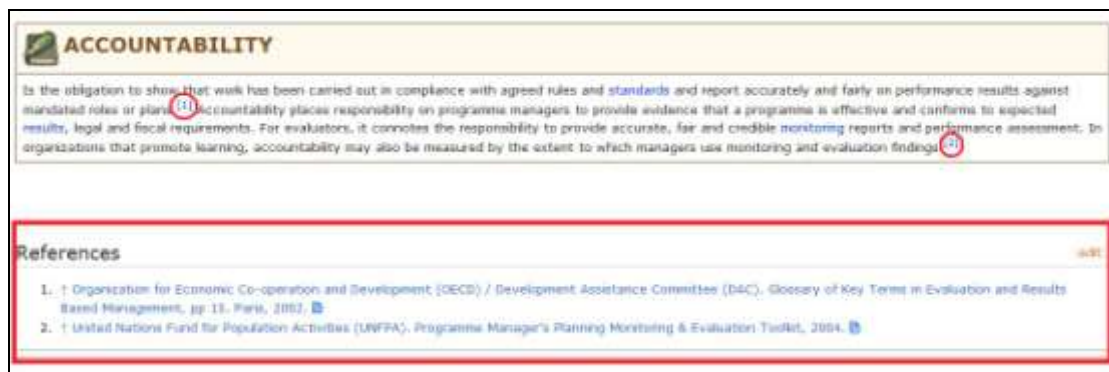 ACCOUNTABILITY
Is the obligation to show that work has been carried out in compliance with agreed rules and standards and report accurately and fairly on performance results against
mandated roles or plans.[1] Accountability places responsibility on programme managers to provide evidence that a programme is effective and conforms to expected
results, legal and fiscal requirements. For evaluators, it connotes the responsibility to provide accurate, fair and credible monitoring reports and performance assessment. In
organizations that promote learning, accountability may also be measured by the extent to which managers use monitoring and evaluation findings.[2]
References
edit
1. ↑ Organization for Economic Co-operation and Development (OECD) / Development Assistance Committee (DAC). Glossary of Key Terms in Evaluation and Results
Based Management, pp 15. Paris, 2002.
2. ↑ United Nations Fund for Population Activities (UNFPA). Programme Manager's Planning Monitoring & Evaluation Toolkit, 2004.